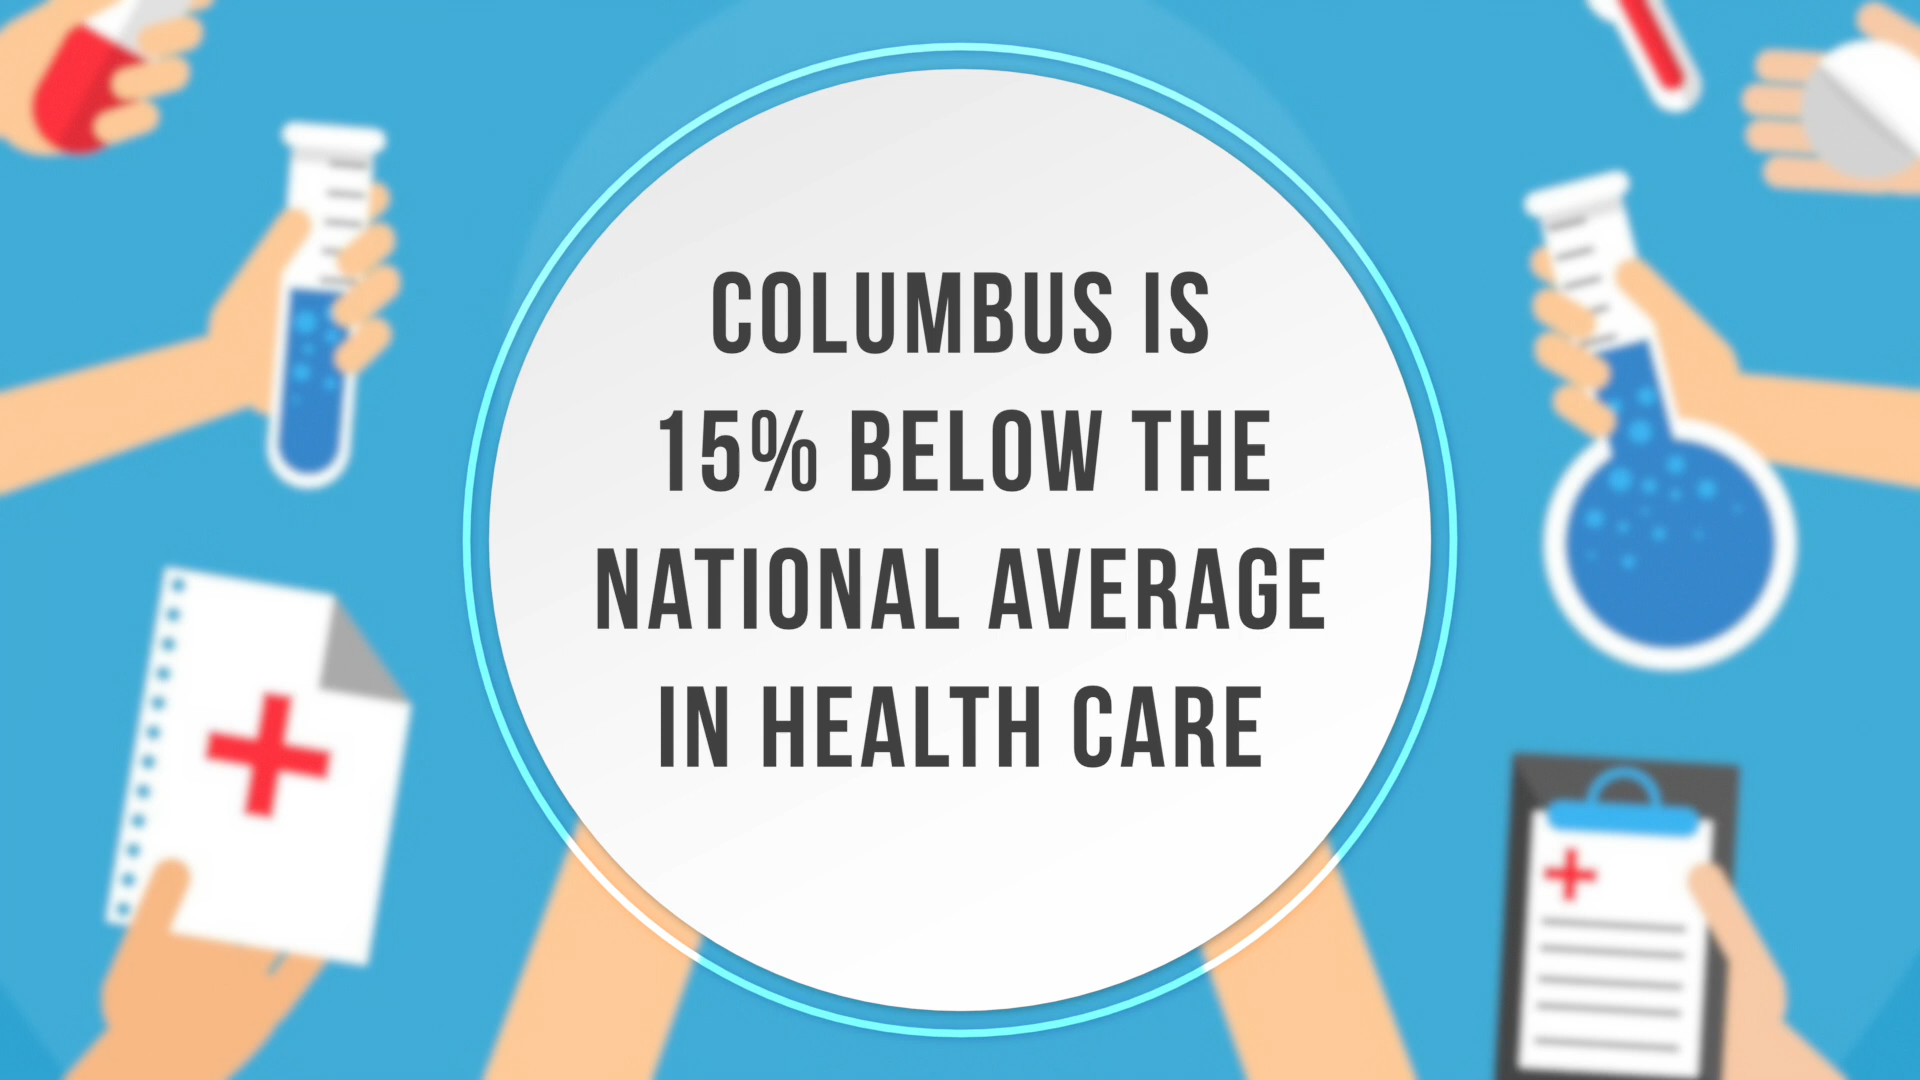 COLUMBUS IS
15% BELOW THE
NATIONAL AVERAGE
IN HEALTH CARE